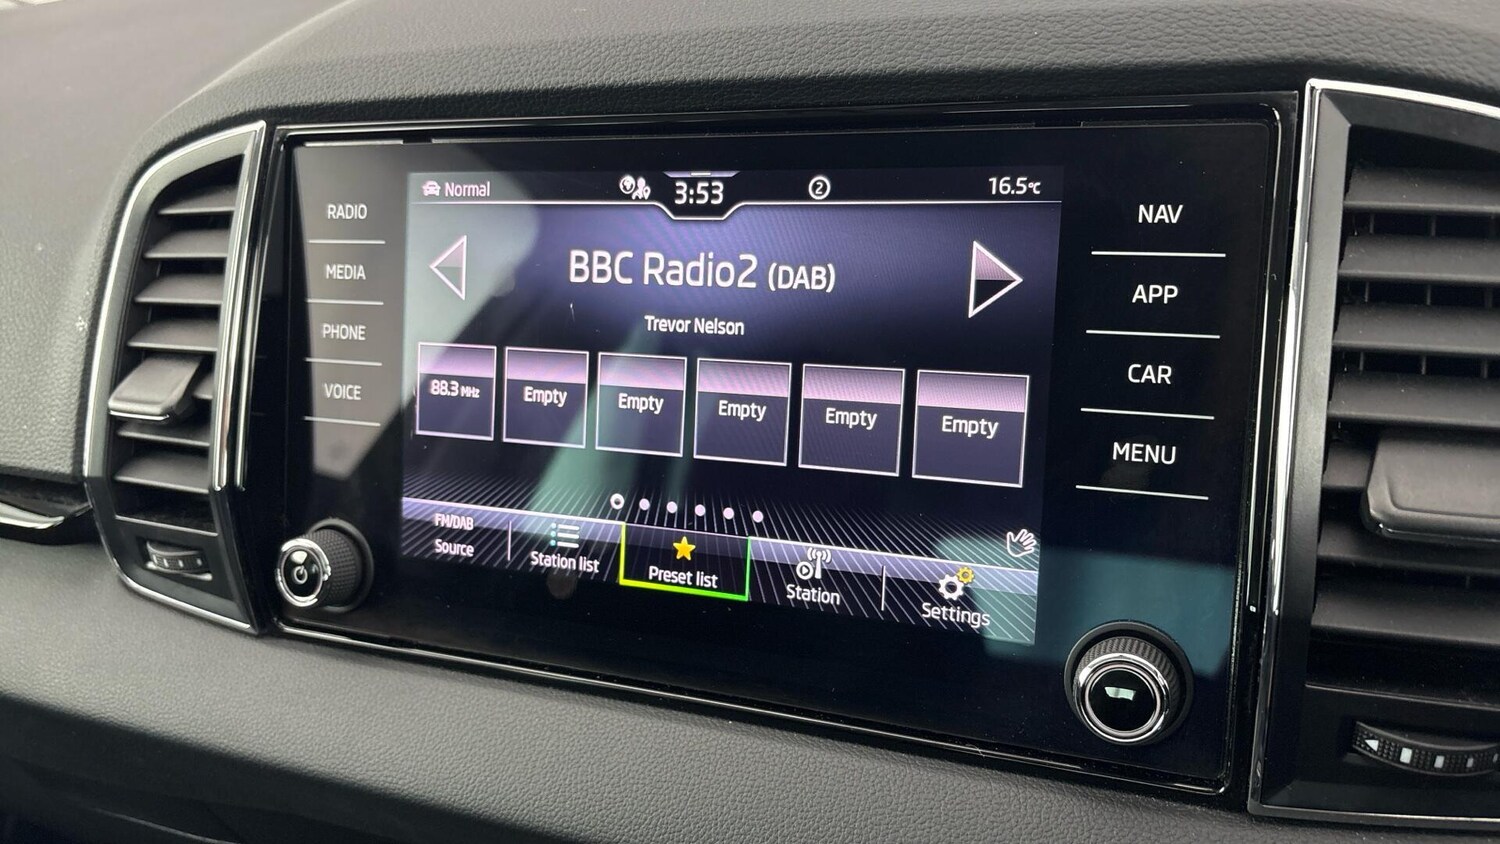 RADIO
MEDIA
PHONE
VOICE
Normal
3:53
2
16.5°C
BBC Radio2 (DAB)
Trevor Nelson
88.3 MHz
Empty
Empty
Empty
Empty
Empty
FM/DAB
Source
Station list
Preset list
Station
Settings
NAV
APP
CAR
MENU